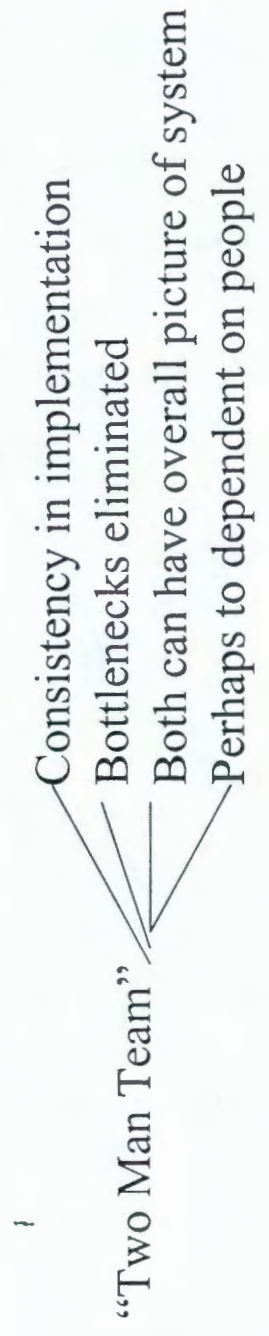 “Two Man Team”
Consistency in implementation
Bottlenecks eliminated
Both can have overall picture of system
Perhaps to dependent on people